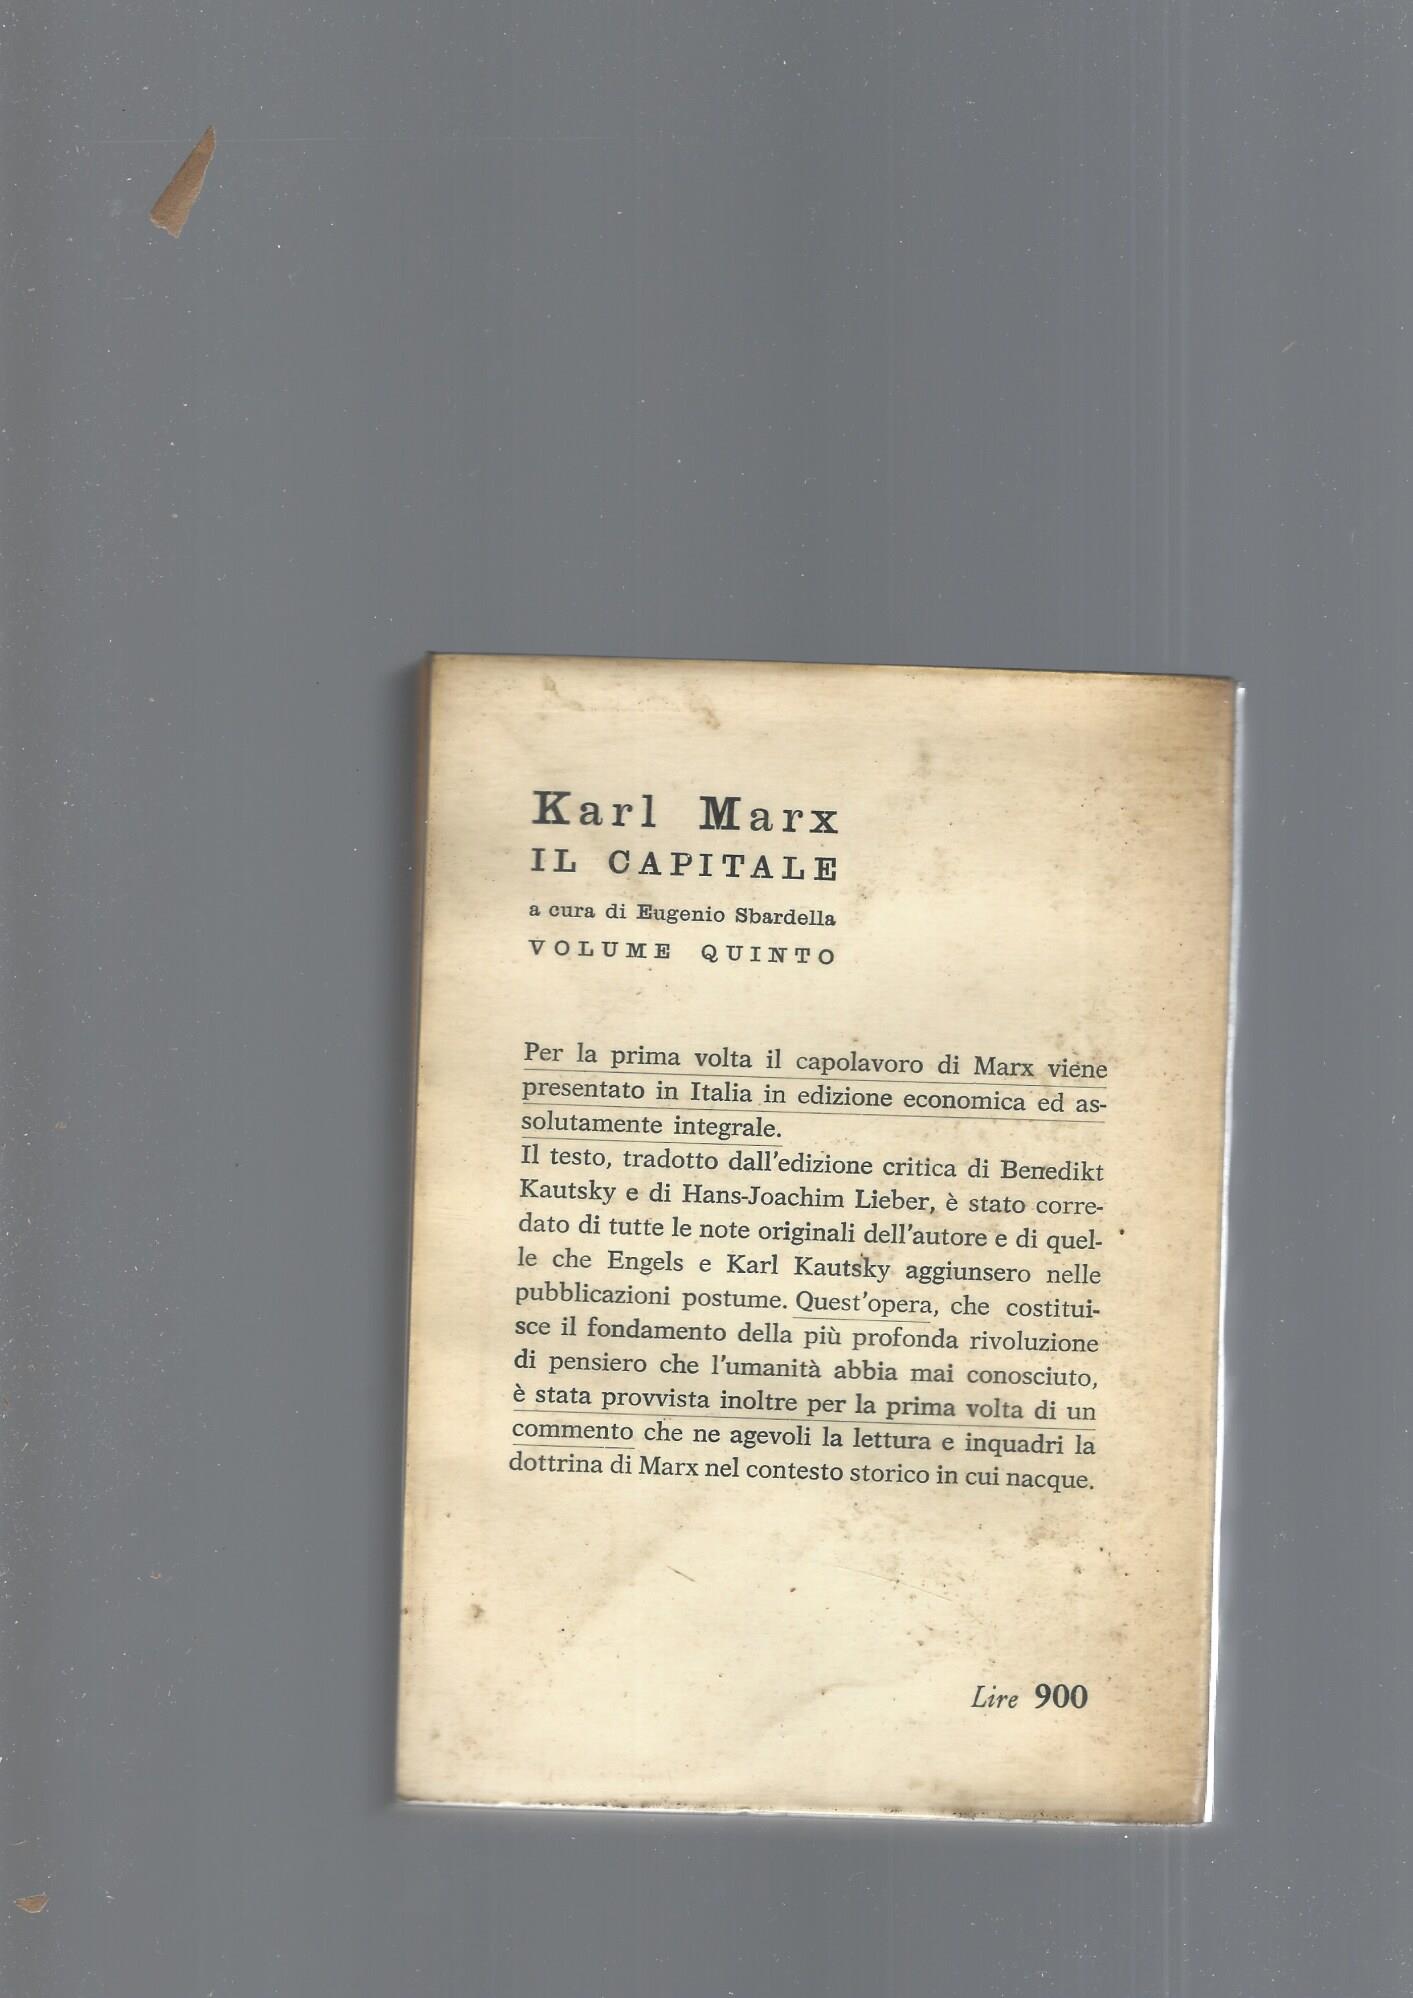 Karl Marx
IL CAPITALE
a cura di Eugenio Sbardella
VOLUME QUINTO
Per la prima volta il capolavoro di Marx viene
presentato in Italia in edizione economica ed as-
solutamente integrale.
Il testo, tradotto dall'edizione critica di Benedikt
Kautsky e di Hans-Joachim Lieber, è stato corre-
dato di tutte le note originali dell'autore e di quel-
le che Engels e Karl Kautsky aggiunsero nelle
pubblicazioni postume. Quest'opera, che costitui-
sce il fondamento della più profonda rivoluzione
di pensiero che l'umanità abbia mai conosciuto,
è stata provvista inoltre per la prima volta di un
commento che ne agevoli la lettura e inquadri la
dottrina di Marx nel contesto storico in cui nacque.
Lire 900